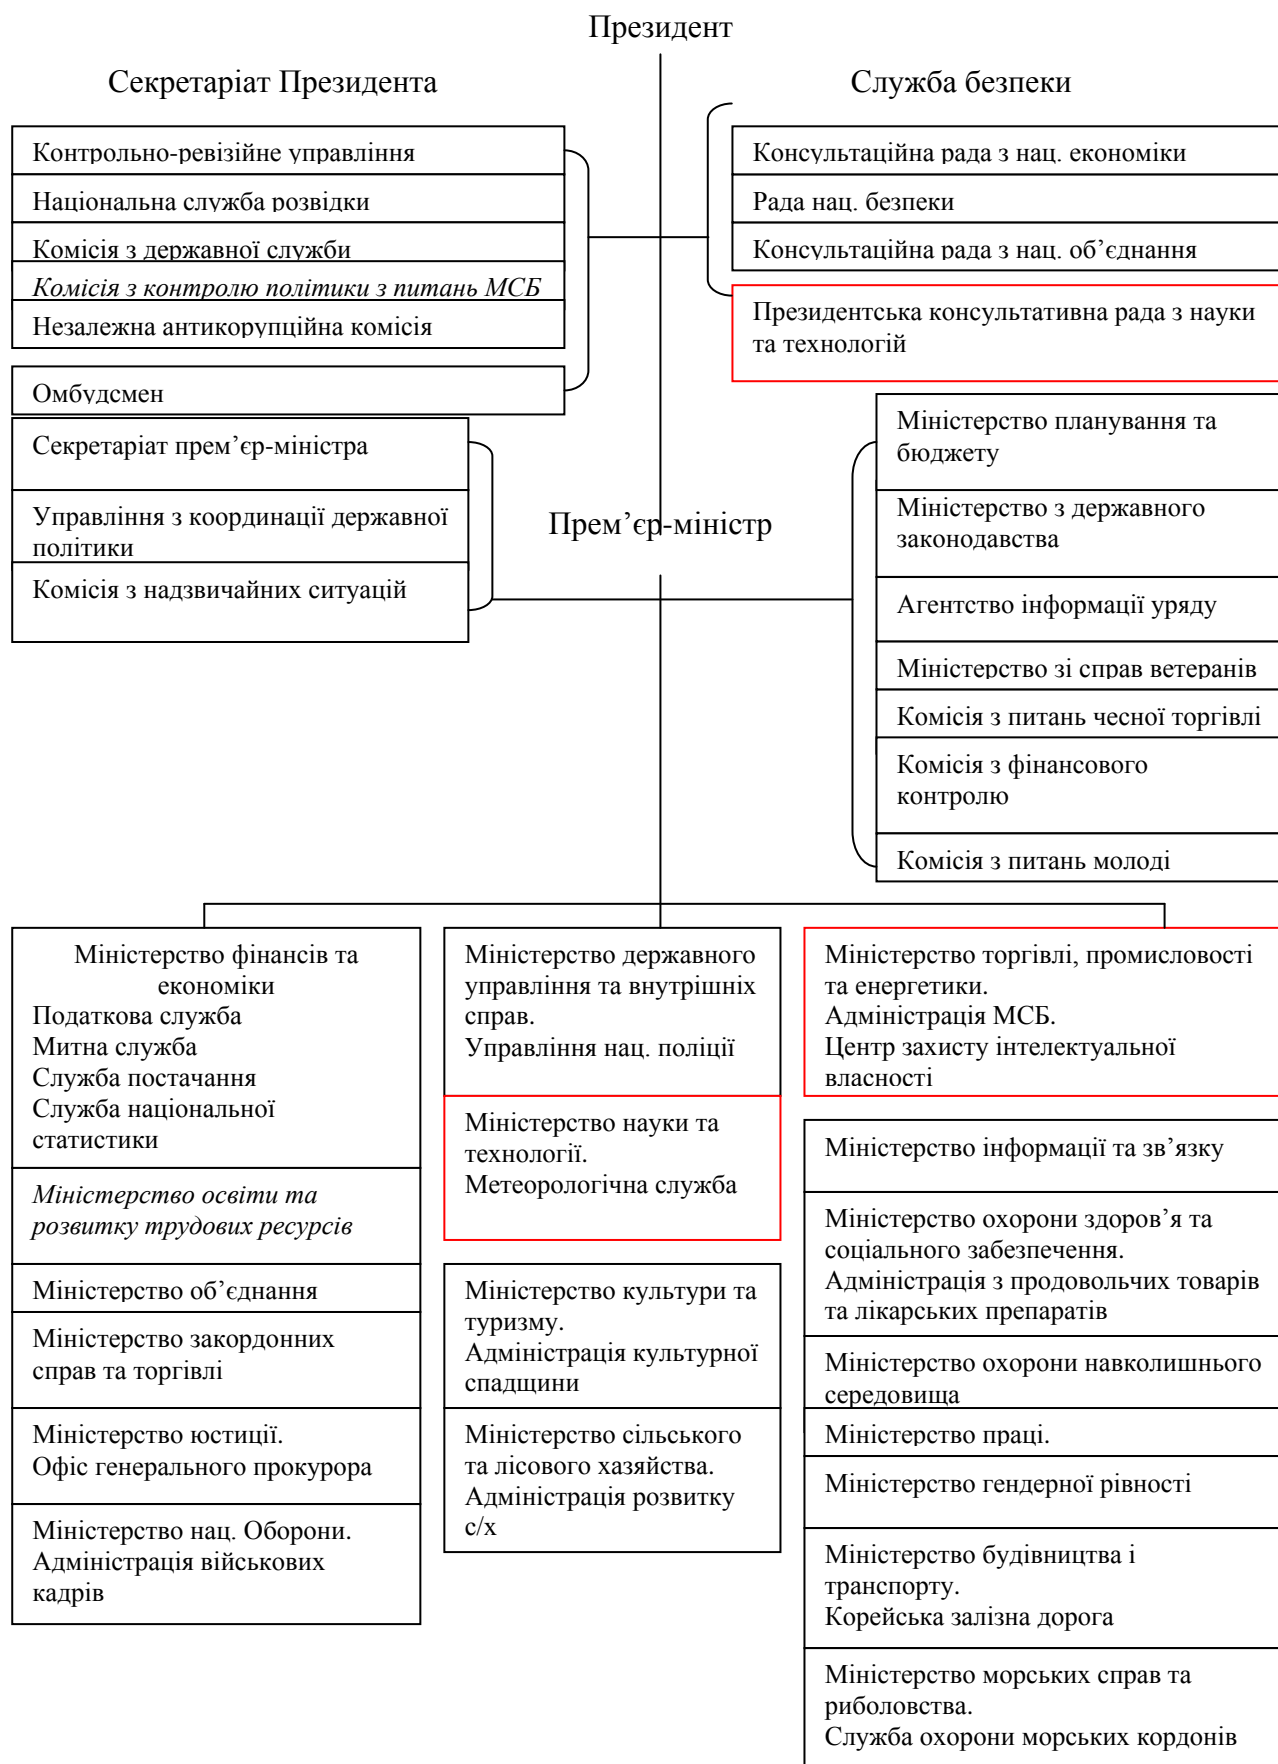 Президент
Секретаріат Президента
Служба безпеки
Контрольно-ревізійне управління
Національна служба розвідки
Комісія з державної служби
Комісія з контролю політики з питань МСБ
Незалежна антикорупційна комісія
Омбудсмен
Консультаційна рада з нац. економіки
Рада нац. безпеки
Консультаційна рада з нац. об’єднання
Президентська консультативна рада з науки
та технологій
Секретаріат прем’єр-міністра
Управління з координації державної
політики
Комісія з надзвичайних ситуацій
Прем’єр-міністр
Міністерство планування та
бюджету
Міністерство з державного
законодавства
Агентство інформації уряду
Міністерство зі справ ветеранів
Комісія з питань чесної торгівлі
Комісія з фінансового
контролю
Комісія з питань молоді
Міністерство фінансів та
економіки
Податкова служба
Митна служба
Служба постачання
Служба національної
статистики
Міністерство освіти та
розвитку трудових ресурсів
Міністерство об’єднання
Міністерство закордонних
справ та торгівлі
Міністерство юстиції.
Офіс генерального прокурора
Міністерство нац. Оборони.
Адміністрація військових
кадрів
Міністерство державного
управління та внутрішніх
справ.
Управління нац. поліції
Міністерство науки та
технології.
Метеорологічна служба
Міністерство культури та
туризму.
Адміністрація культурної
спадщини
Міністерство сільського
та лісового хазяйства.
Адміністрація розвитку
с/х
Міністерство торгівлі, промисловості
та енергетики.
Адміністрація МСБ.
Центр захисту інтелектуальної
власності
Міністерство інформації та зв’язку
Міністерство охорони здоров’я та
соціального забезпечення.
Адміністрація з продовольчих товарів
та лікарських препаратів
Міністерство охорони навколишнього
середовища
Міністерство праці.
Міністерство гендерної рівності
Міністерство будівництва і
транспорту.
Корейська залізна дорога
Міністерство морських справ та
риболовства.
Служба охорони морських кордонів